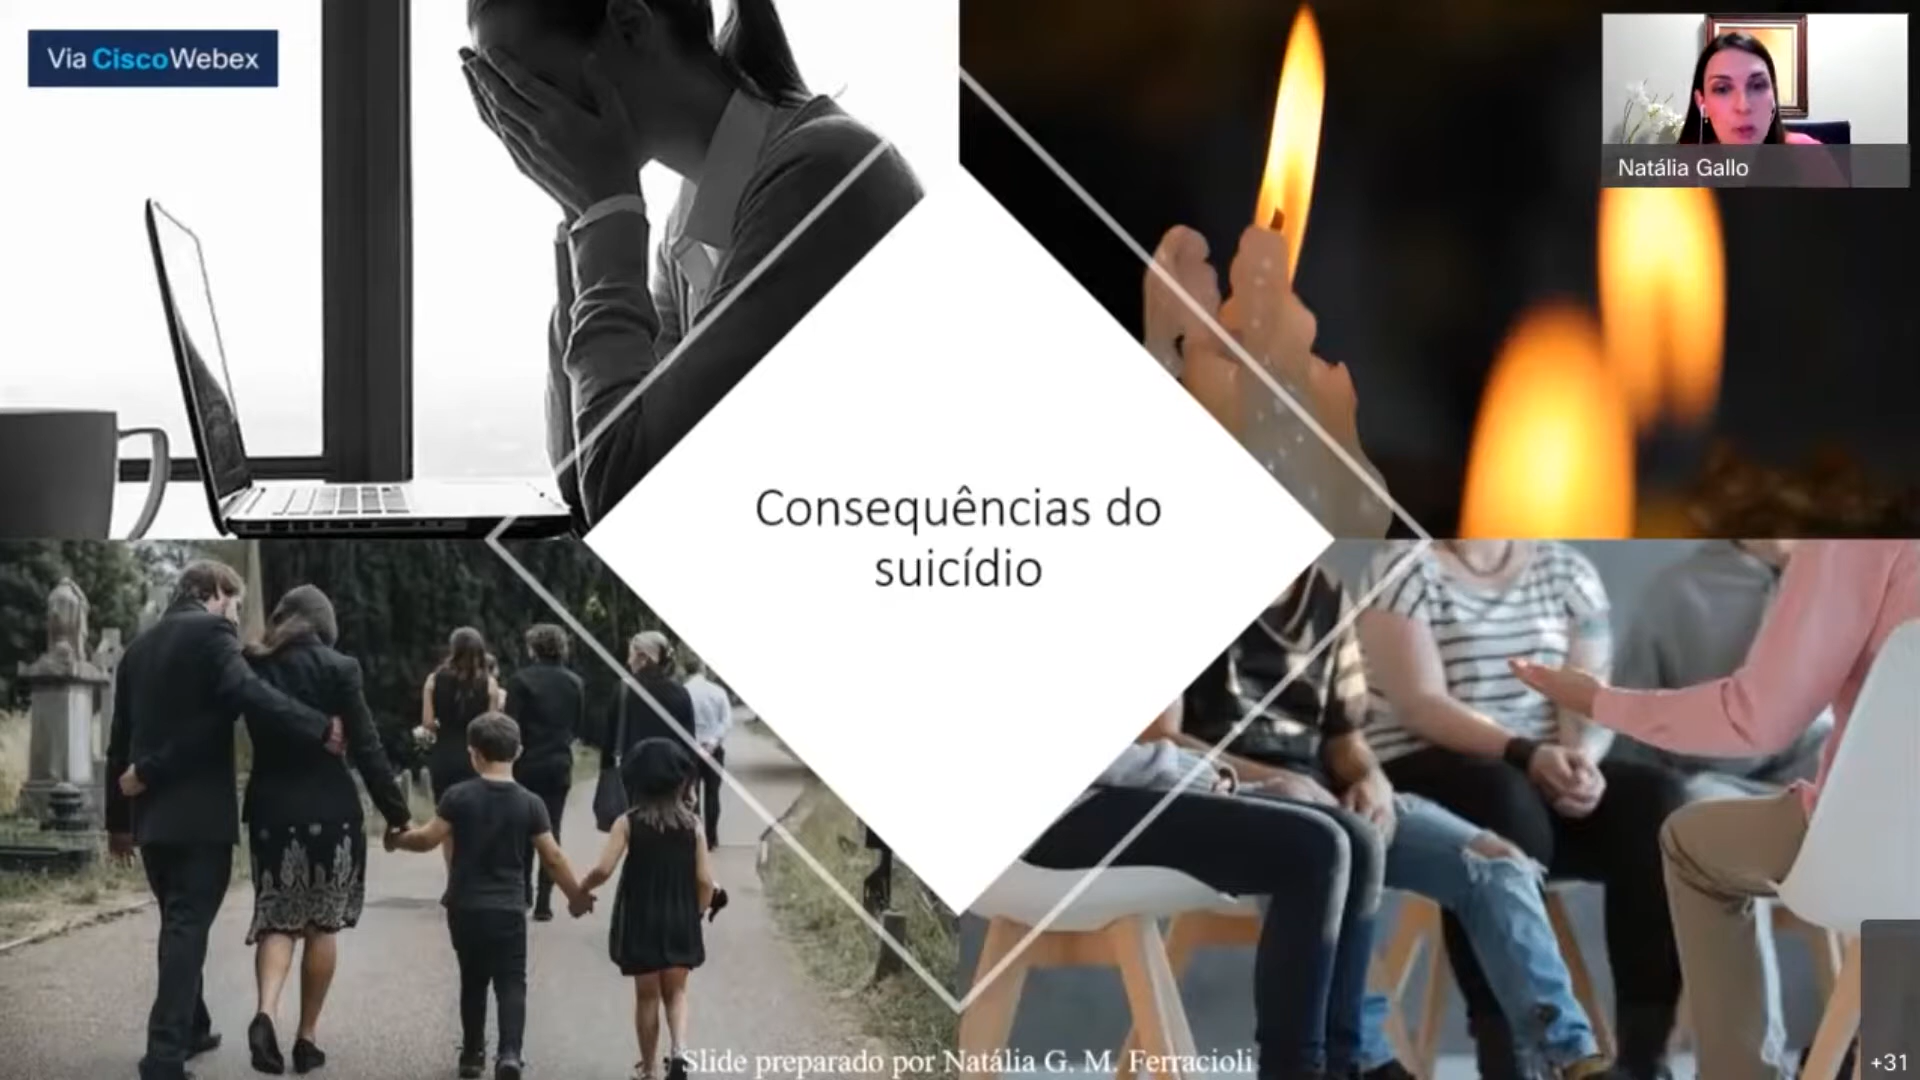 Via CiscoWebex
Natália Gallo
Consequências do
suicídio
Slide preparado por Natália G. M. Ferracioli
+31